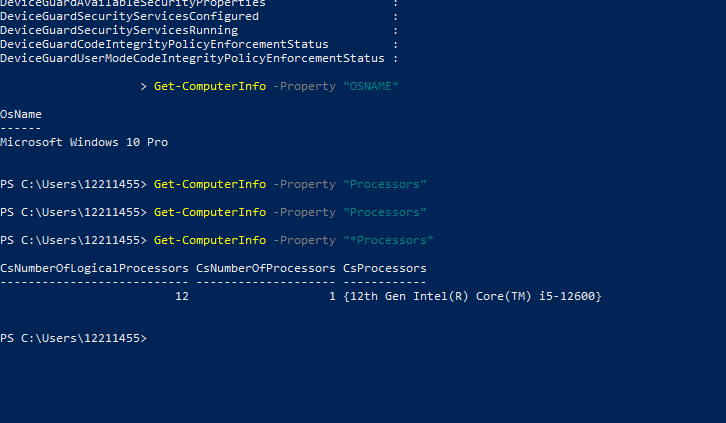 DeviceGuardAvailableSecurityProperties :
DeviceGuardSecurityServicesConfigured :
DeviceGuardSecurityServicesRunning :
DeviceGuardCodeIntegrityPolicyEnforcementStatus :
DeviceGuardUserModeCodeIntegrityPolicyEnforcementStatus :
> Get-ComputerInfo -Property "OSNAME"
OsName
------
Microsoft Windows 10 Pro
PS C:\Users\12211455> Get-ComputerInfo -Property "Processors"
PS C:\Users\12211455> Get-ComputerInfo -Property "Processors"
PS C:\Users\12211455> Get-ComputerInfo -Property "*Processors"
CsNumberOfLogicalProcessors CsNumberOfProcessors CsProcessors
--------------------------- -------------------- ------------
12 1 {12th Gen Intel(R) Core(TM) i5-12600}
PS C:\Users\12211455>